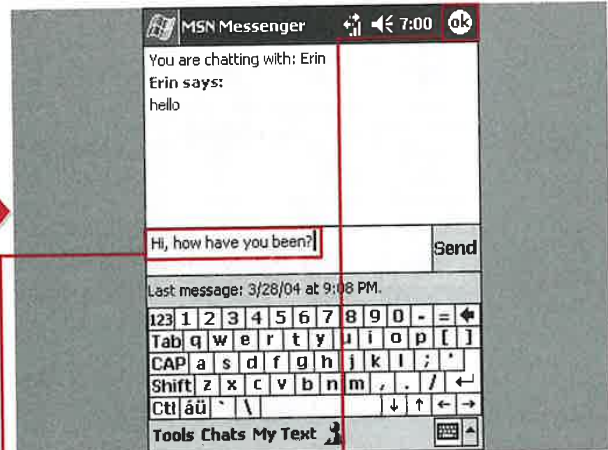 MSN Messenger 7:00 ok
You are chatting with: Erin
Erin says:
hello
Hi, how have you been?
Send
Last message: 3/28/04 at 9:08 PM.
123 1 2 3 4 5 6 7 8 9 0 - =
Tab q w e r t y u i o p [ ]
CAP a s d f g h j k l ; '
Shift z x c v b n m , . /
Ctl áü ` \
Tools Chats My Text